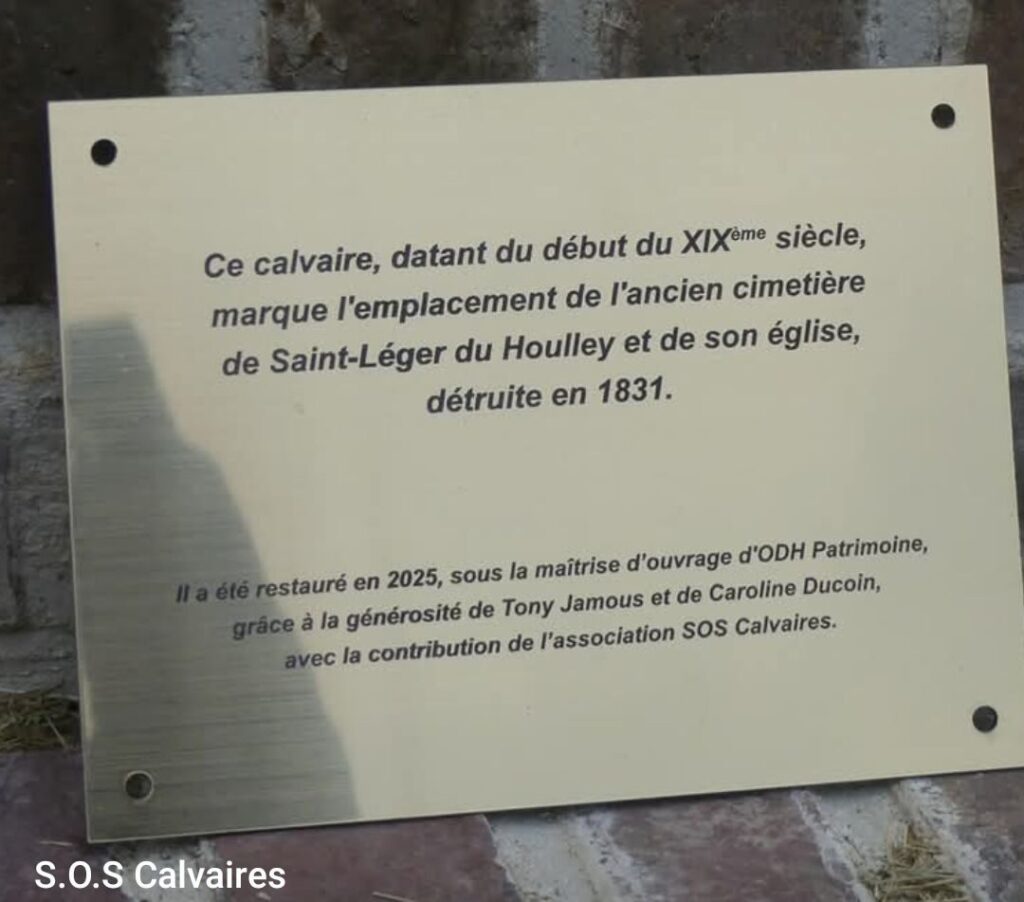 Ce calvaire, datant du début du XIXème siècle,
marque l'emplacement de l'ancien cimetière
de Saint-Léger du Houlley et de son église,
détruite en 1831.
Il a été restauré en 2025, sous la maîtrise d'ouvrage d'ODH Patrimoine,
grâce à la générosité de Tony Jamous et de Caroline Ducoin,
avec la contribution de l'association SOS Calvaires.
S.O.S Calvaires